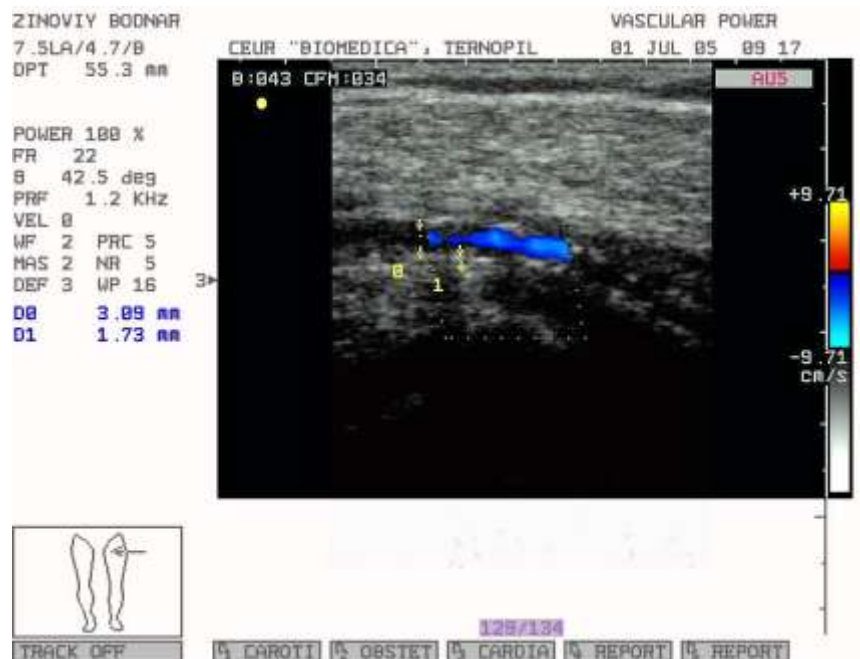 ZINOVIY BODNAR
VASCULAR POWER
7.5LA/4.7/8
CEUR "BIOMEDICA", TERNOPIL
01 JUL 05 09 17
DPT 55.3 mm
B:043 CFM:034
AU5
POWER 100 %
FR 22
θ 42.5 deg
PRF 1.2 KHz
VEL 0
WF 2 PRC 5
MAS 2 NR 5
DEF 3 WP 16
D0 3.09 mm
D1 1.73 mm
+9.71
-9.71
cm/s
0
1
3
129/134
TRACK OFF
CAROTI
OBSTET
CARDIA
REPORT
REPORT